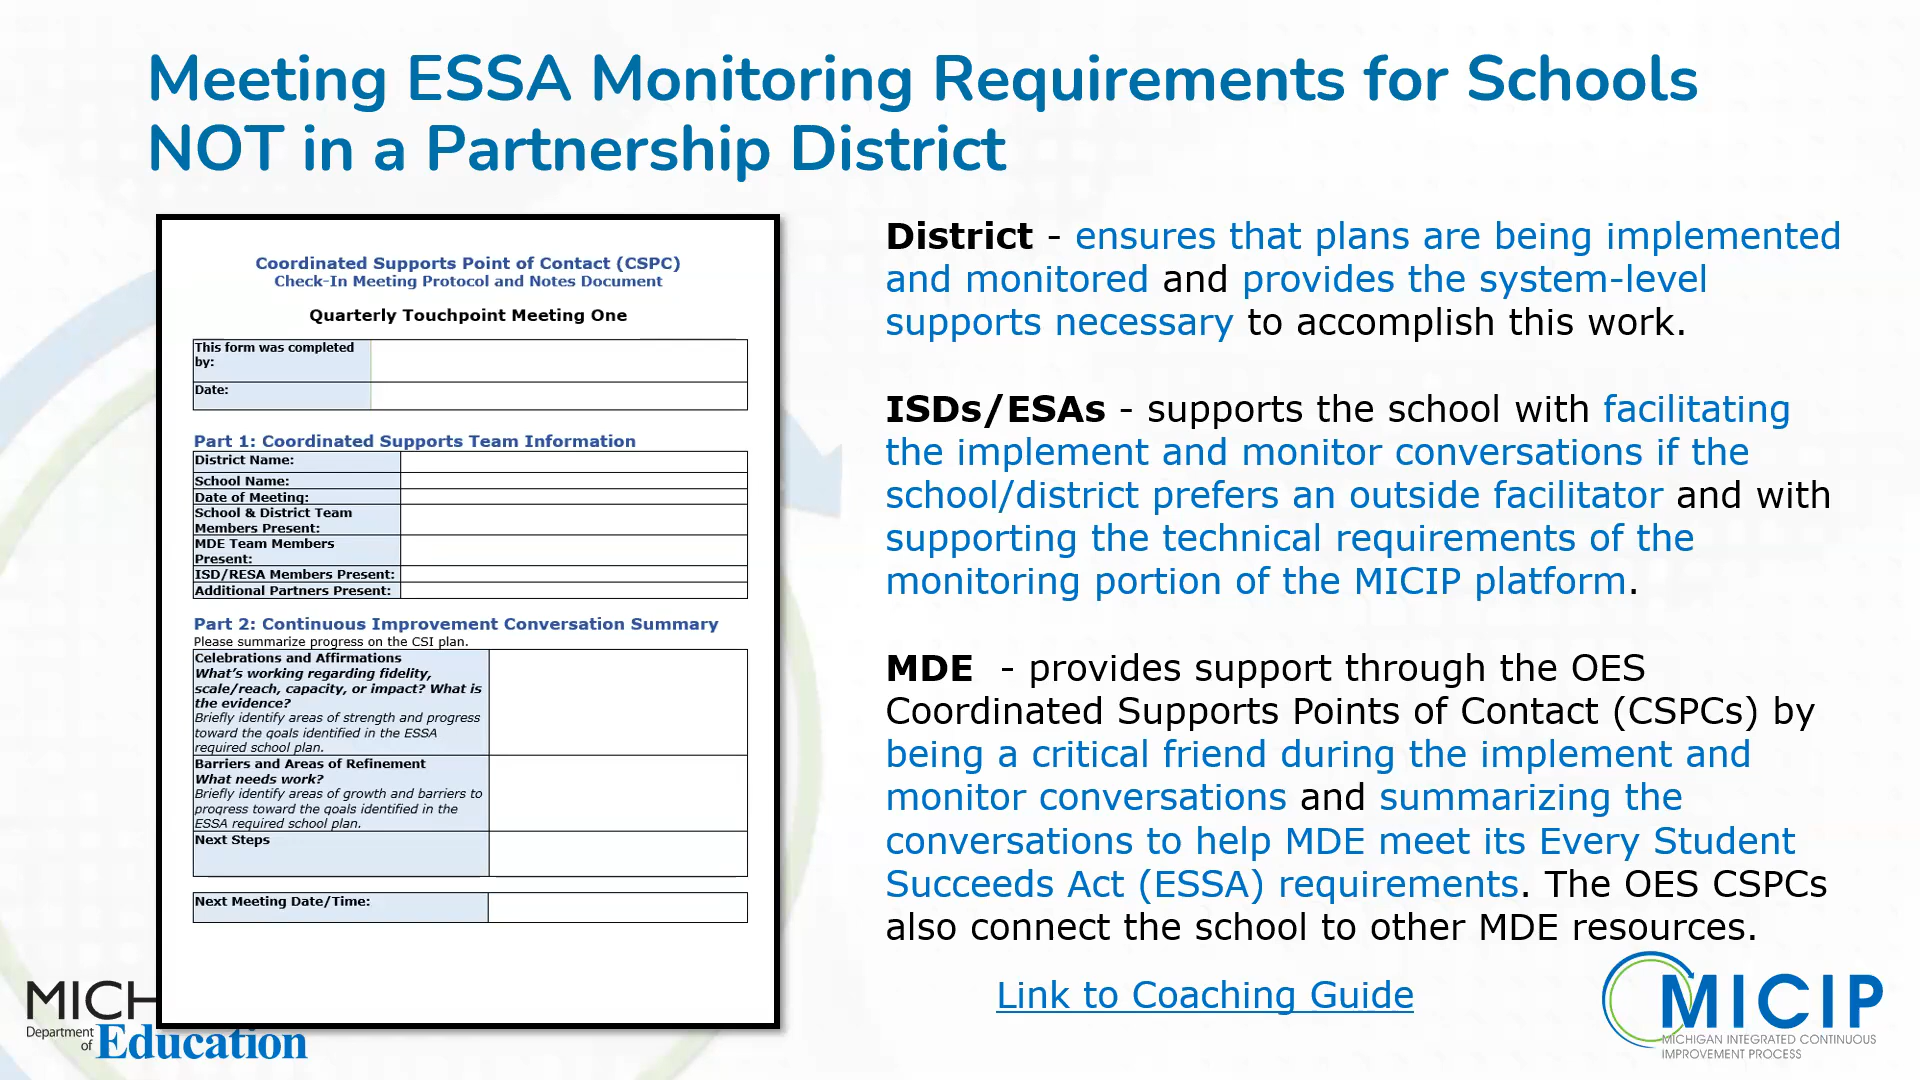 Meeting ESSA Monitoring Requirements for Schools
NOT in a Partnership District
Coordinated Supports Point of Contact (CSPC)
Check-In Meeting Protocol and Notes Document
Quarterly Touchpoint Meeting One
This form was completed
by:
Date:
Part 1: Coordinated Supports Team Information
District Name:
School Name:
Date of Meeting:
School & District Team
Members Present:
MDE Team Members
Present:
ISD/RESA Members Present:
Additional Partners Present:
Part 2: Continuous Improvement Conversation Summary
Please summarize progress on the CSI plan.
Celebrations and Affirmations
What's working regarding fidelity,
scale/reach, capacity, or impact? What is
the evidence?
Briefly identify areas of strength and progress
toward the goals identified in the ESSA
required school plan.
Barriers and Areas of Refinement
What needs work?
Briefly identify areas of growth and barriers to
progress toward the goals identified in the
ESSA required school plan.
Next Steps
Next Meeting Date/Time:
District - ensures that plans are being implemented
and monitored and provides the system-level
supports necessary to accomplish this work.
ISDs/ESAs - supports the school with facilitating
the implement and monitor conversations if the
school/district prefers an outside facilitator and with
supporting the technical requirements of the
monitoring portion of the MICIP platform.
MDE - provides support through the OES
Coordinated Supports Points of Contact (CSPCs) by
being a critical friend during the implement and
monitor conversations and summarizing the
conversations to help MDE meet its Every Student
Succeeds Act (ESSA) requirements. The OES CSPCs
also connect the school to other MDE resources.
Link to Coaching Guide
MICH
Department
of Education
MICIP
MICHIGAN INTEGRATED CONTINUOUS
IMPROVEMENT PROCESS